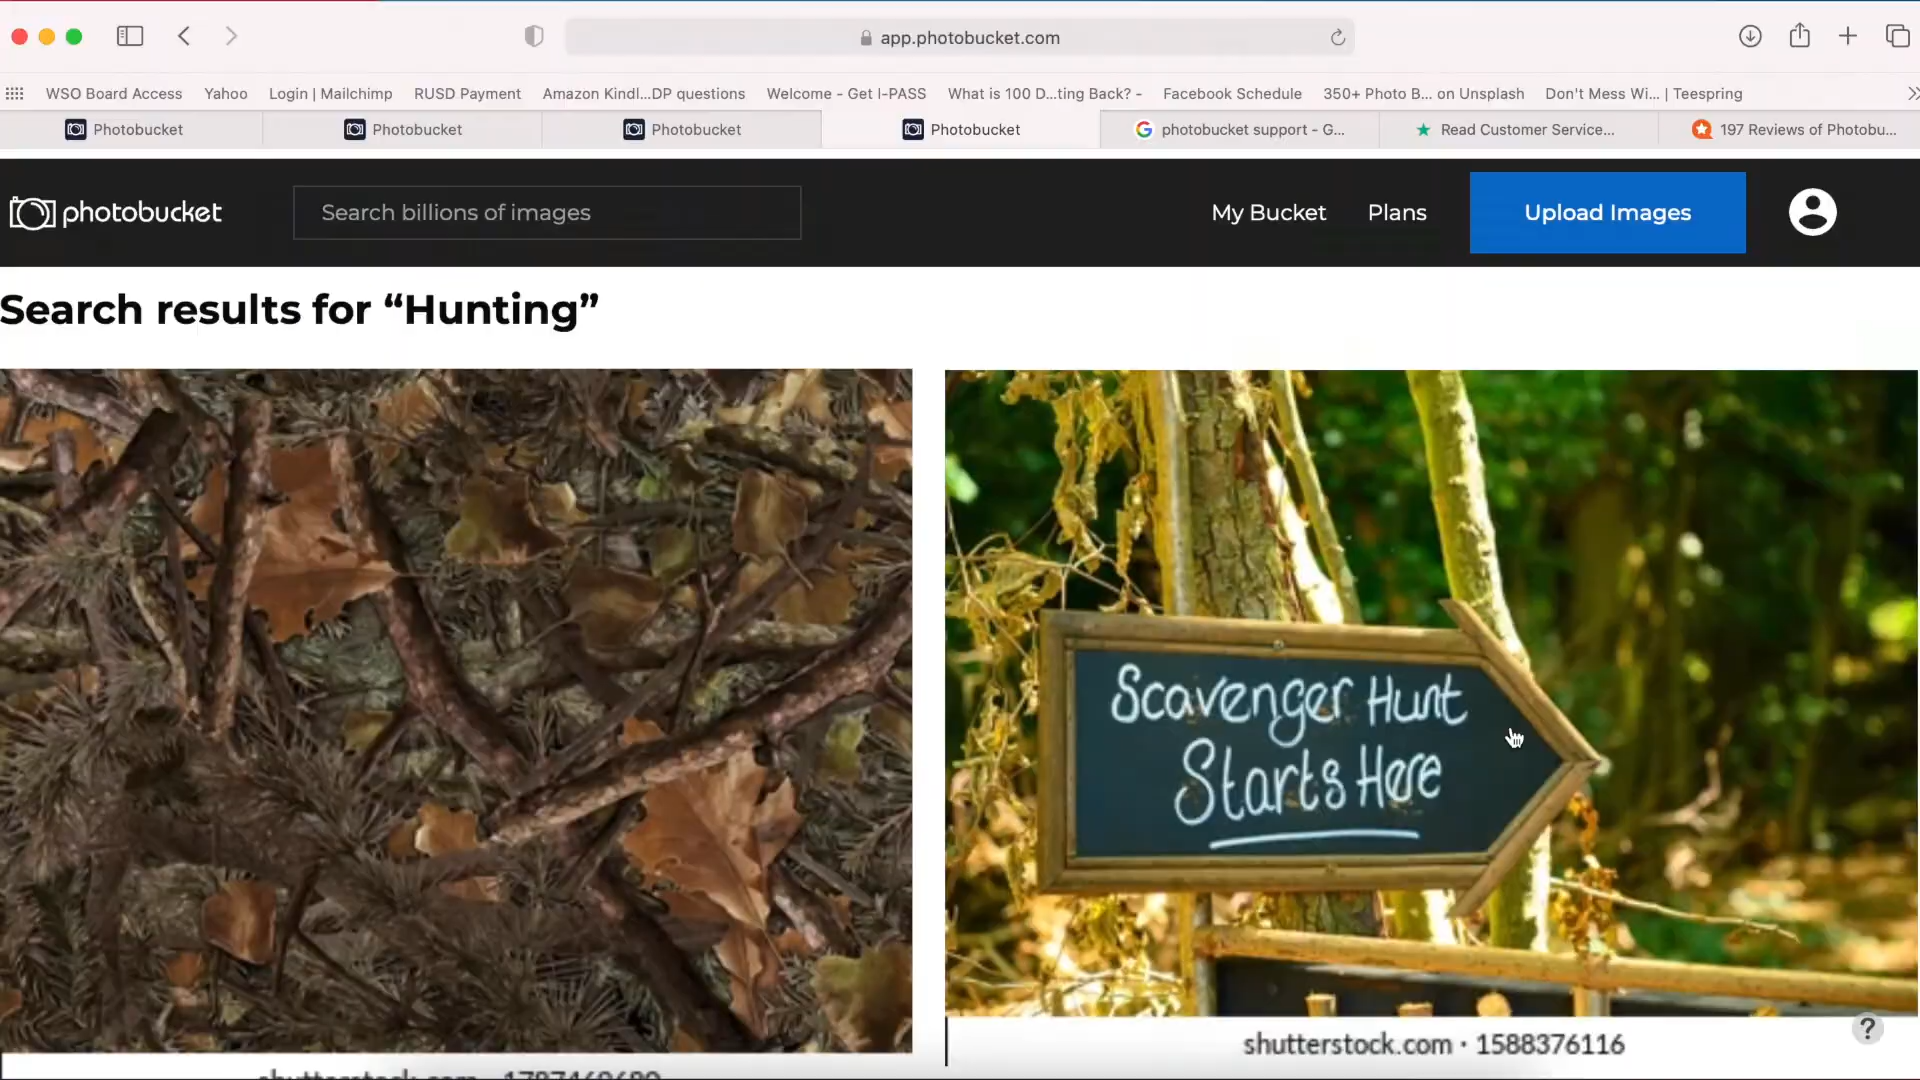 app.photobucket.com
WSO Board Access Yahoo Login | Mailchimp RUSD Payment Amazon Kindl...DP questions Welcome - Get I-PASS What is 100 D...ting Back? - Facebook Schedule 350+ Photo B... on Unsplash Don't Mess Wi... | Teespring
Photobucket Photobucket Photobucket Photobucket photobucket support - G... Read Customer Service... 197 Reviews of Photobu...
photobucket Search billions of images My Bucket Plans Upload Images
Search results for “Hunting”
Scavenger Hunt
Starts Here
shutterstock.com · 1588376116
?